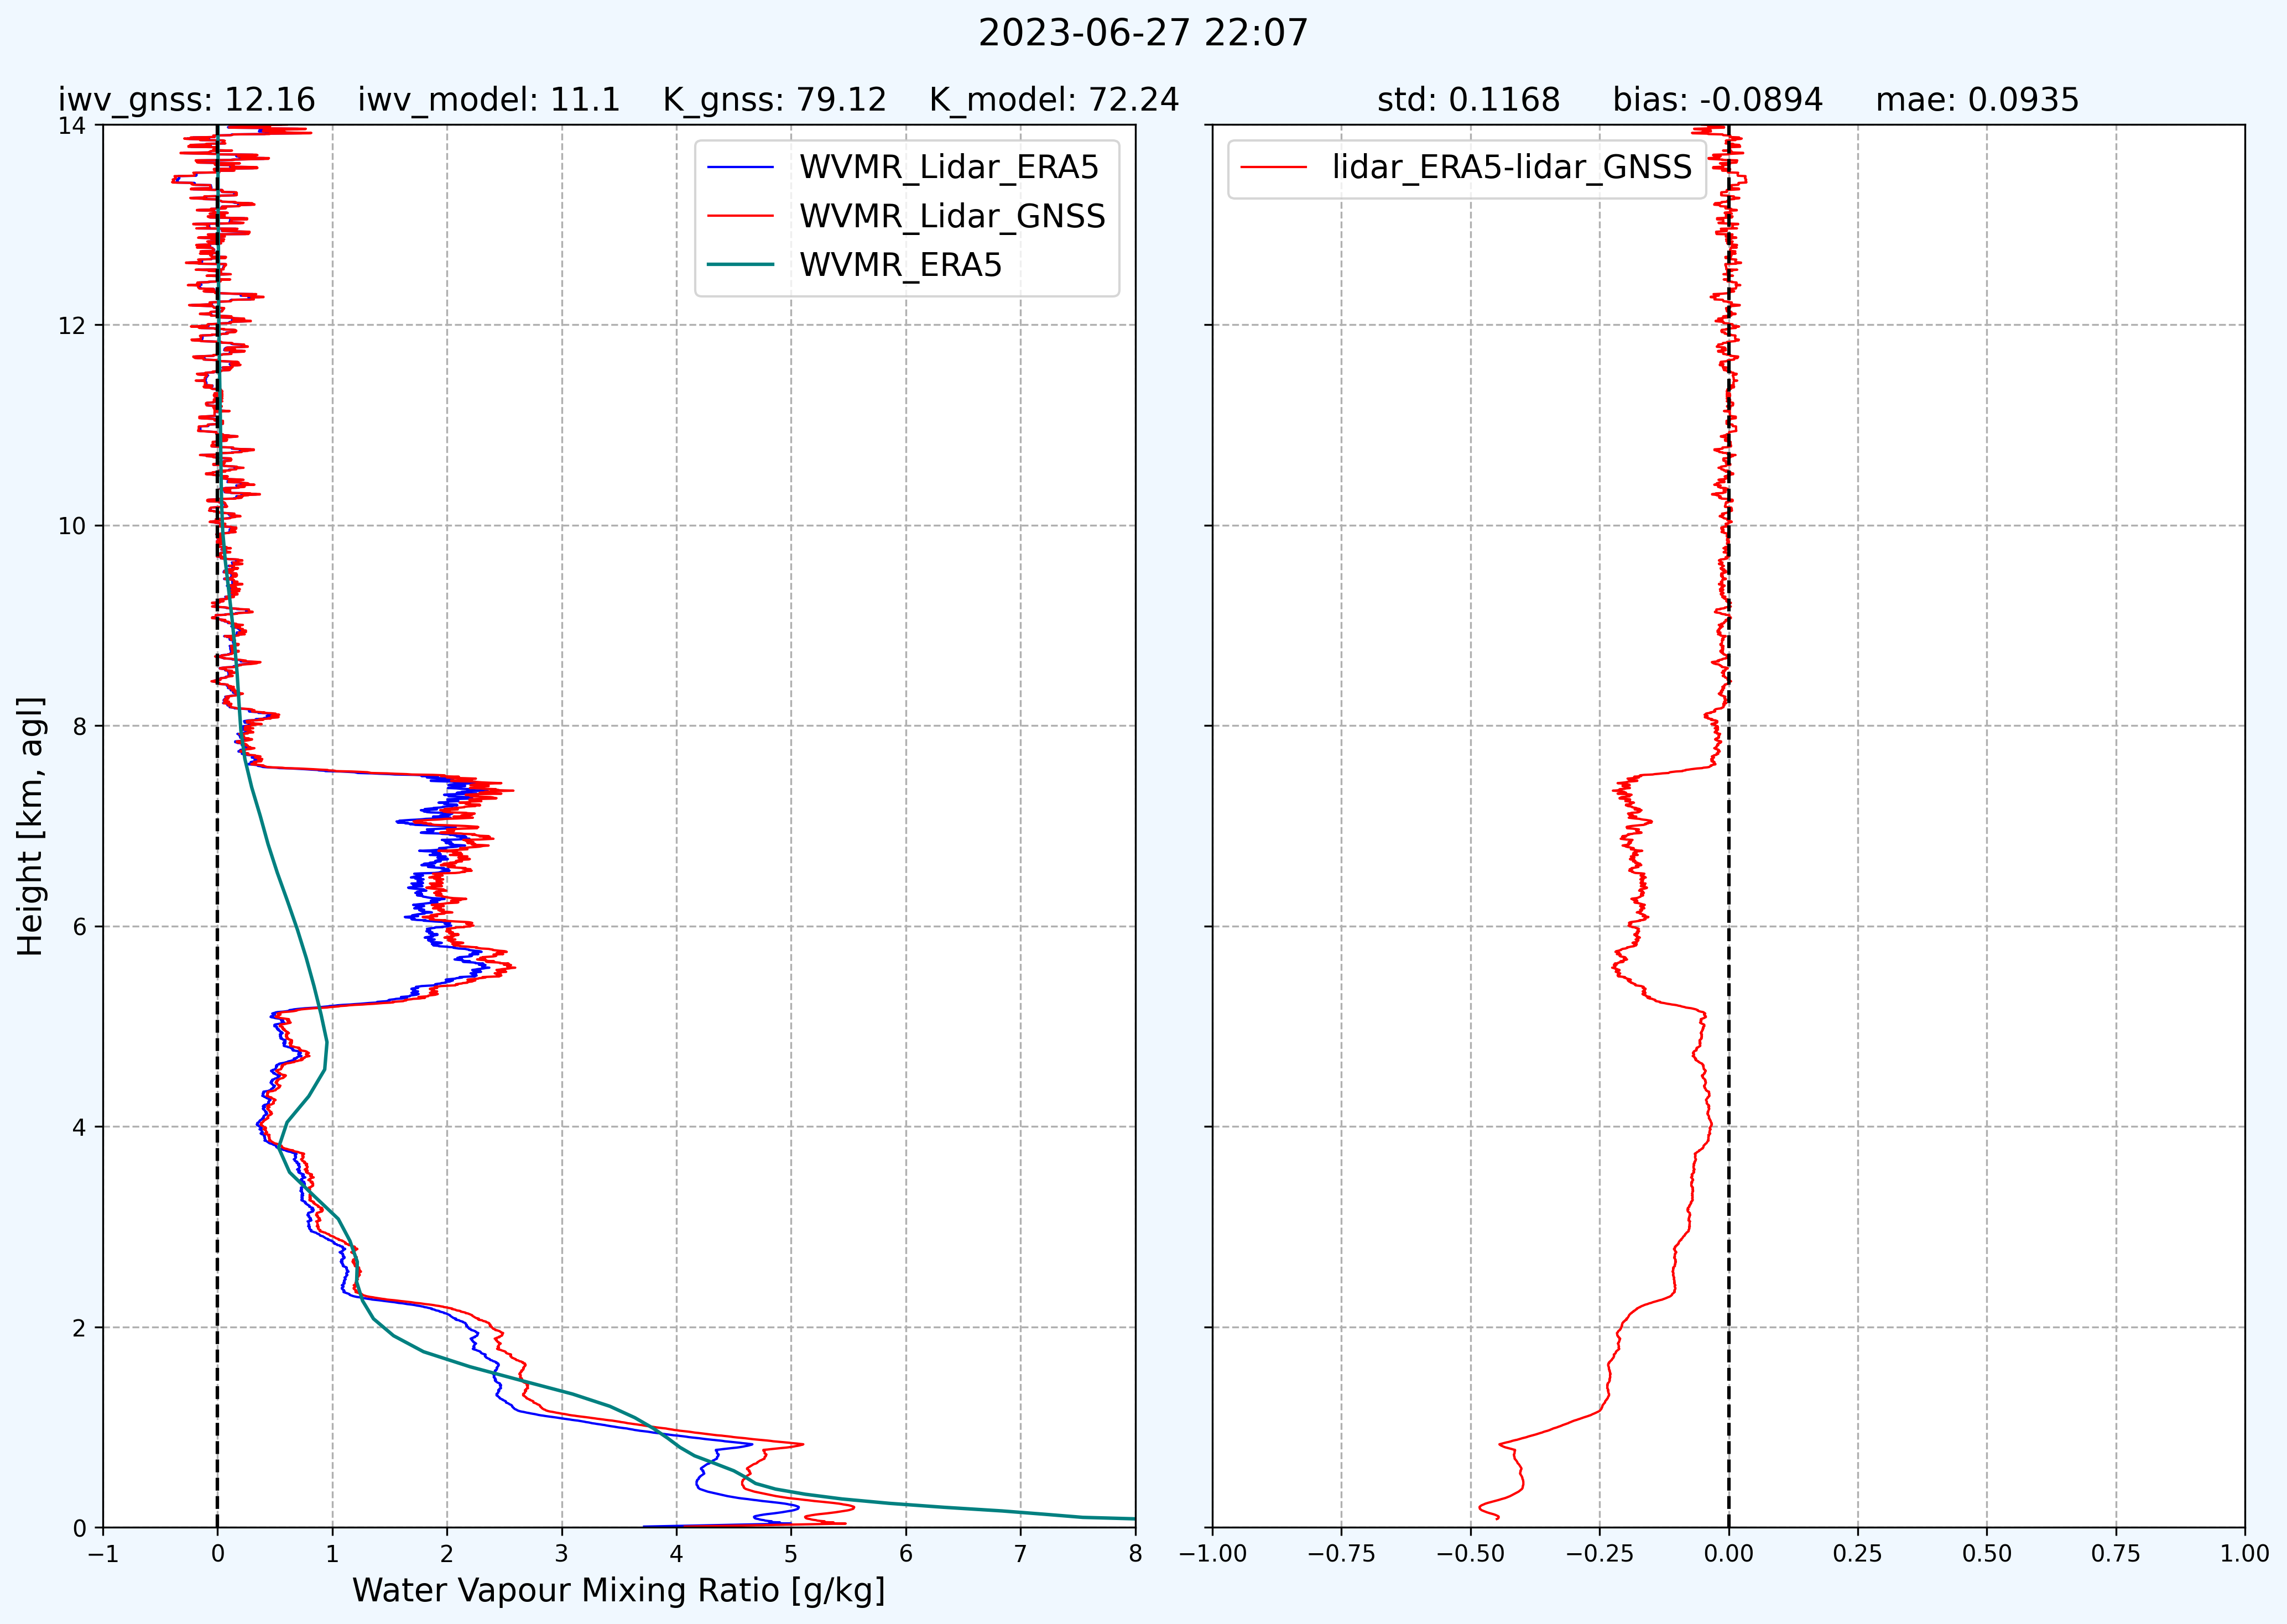 2023-06-27 22:07
iwv_gnss: 12.16 iwv_model: 11.1 K_gnss: 79.12 K_model: 72.24
std: 0.1168 bias: -0.0894 mae: 0.0935
WVMR_Lidar_ERA5
WVMR_Lidar_GNSS
WVMR_ERA5
lidar_ERA5-lidar_GNSS
Height [km, agl]
14
12
10
8
6
4
2
0
−1 0 1 2 3 4 5 6 7 8
Water Vapour Mixing Ratio [g/kg]
−1.00 −0.75 −0.50 −0.25 0.00 0.25 0.50 0.75 1.00